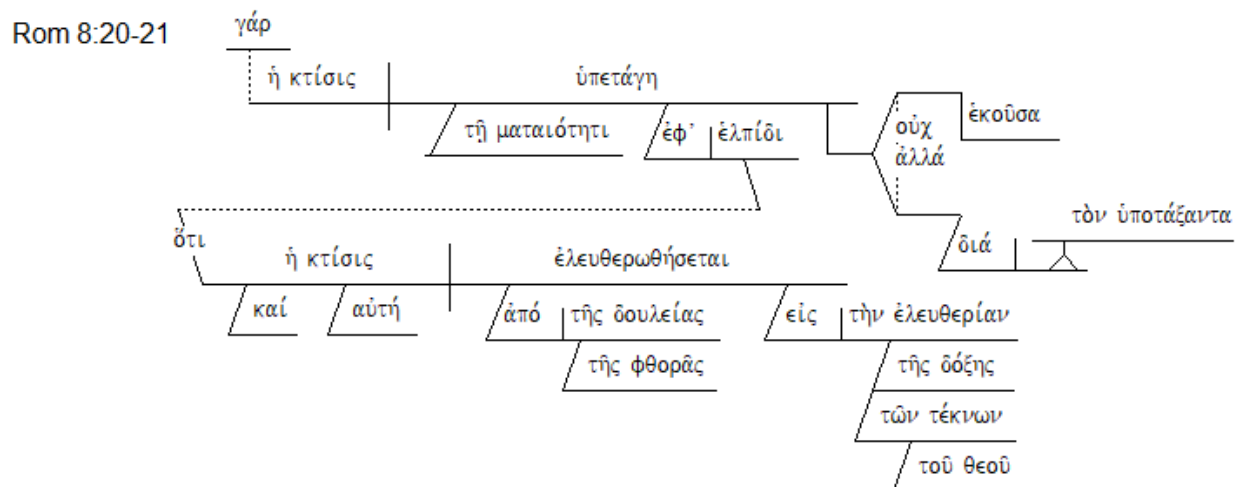 Rom 8:20-21
γάρ
ἡ κτίσις ὑπετάγη
τῇ ματαιότητι ἐφ' ἑλπίδι οὐχ ἑκοῦσα
ἀλλά
τὸν ὑποτάξαντα
διά
ὅτι
ἡ κτίσις ἐλευθερωθήσεται
καί αὐτή ἀπό τῆς δουλείας εἰς τὴν ἐλευθερίαν
τῆς φθορᾶς τῆς δόξης
τῶν τέκνων
τοῦ θεοῦ